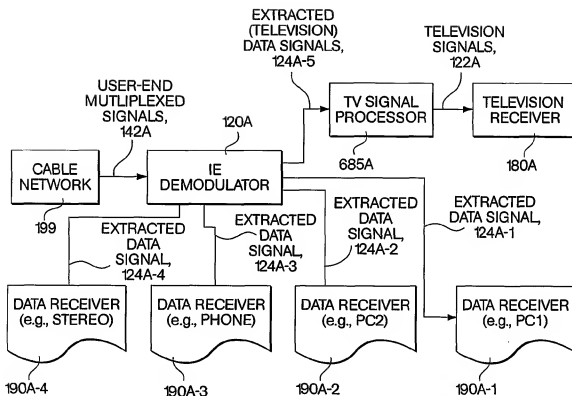 EXTRACTED
(TELEVISION)
DATA SIGNALS,
124A-5
TELEVISION
SIGNALS,
122A
USER-END
MUTLIPLEXED
SIGNALS,
142A
120A
TV SIGNAL
PROCESSOR
TELEVISION
RECEIVER
685A
180A
CABLE
NETWORK
IE
DEMODULATOR
199
EXTRACTED
DATA
SIGNAL,
124A-4
EXTRACTED
DATA
SIGNAL,
124A-3
EXTRACTED
DATA
SIGNAL,
124A-2
EXTRACTED
DATA SIGNAL,
124A-1
DATA RECEIVER
(e.g., STEREO)
DATA RECEIVER
(e.g., PHONE)
DATA RECEIVER
(e.g., PC2)
DATA RECEIVER
(e.g., PC1)
190A-4
190A-3
190A-2
190A-1